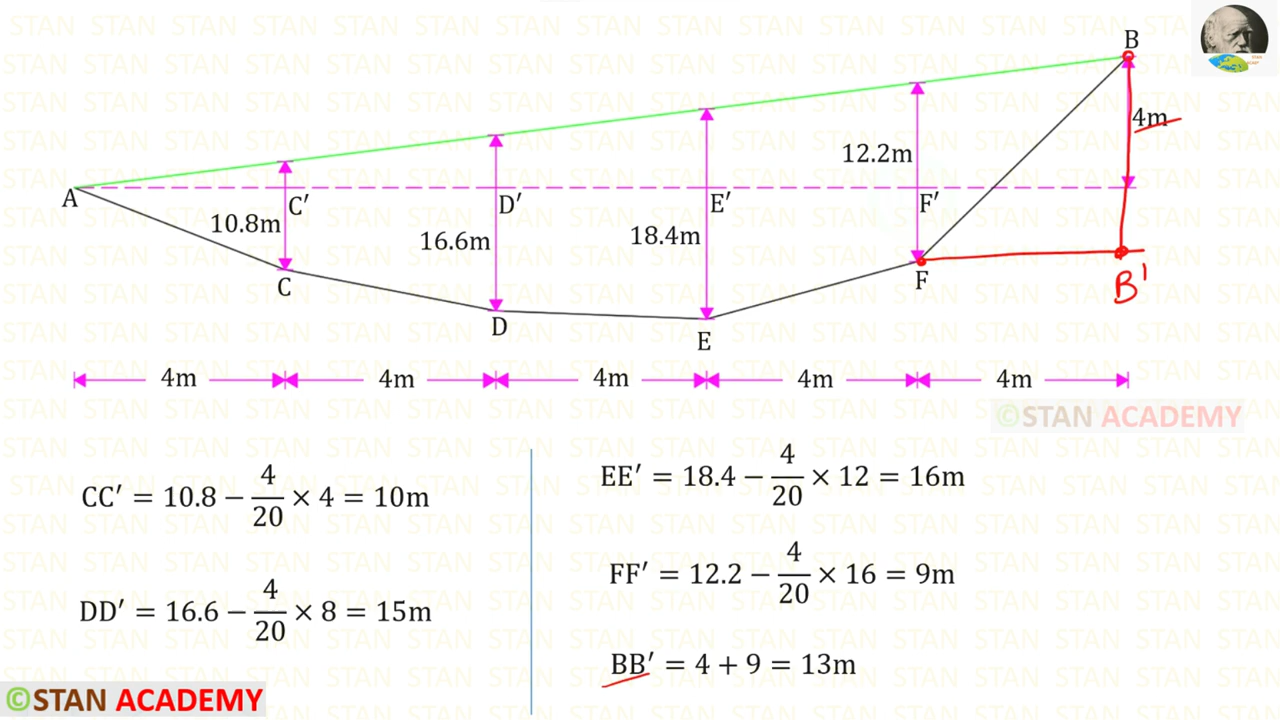 B
4m
12.2m
A
C′
D′
E′
F′
10.8m
16.6m
18.4m
C
D
E
F
B'
4m
4m
4m
4m
4m
©STAN ACADEMY
CC′ = 10.8 − 4/20 × 4 = 10m
DD′ = 16.6 − 4/20 × 8 = 15m
EE′ = 18.4 − 4/20 × 12 = 16m
FF′ = 12.2 − 4/20 × 16 = 9m
BB′ = 4 + 9 = 13m
©STAN ACADEMY